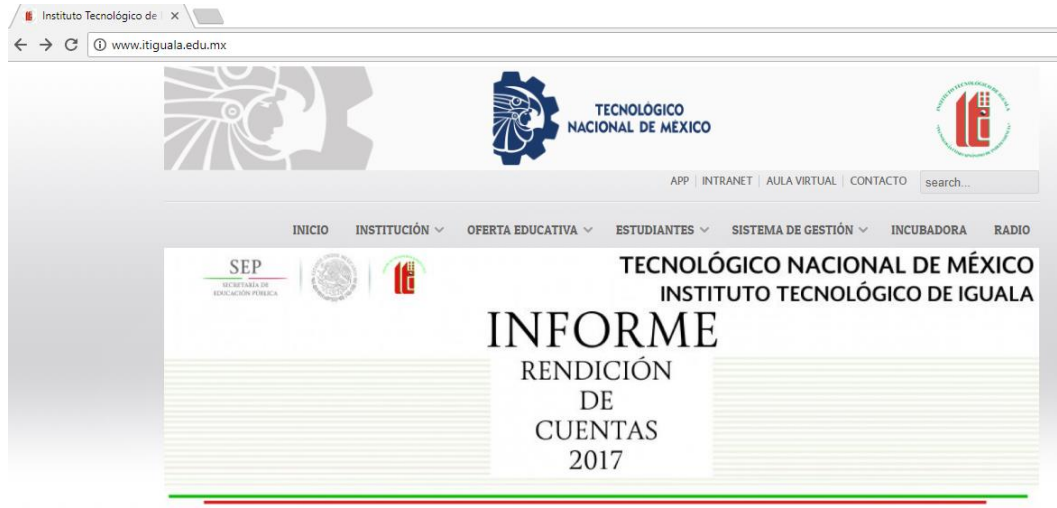 Instituto Tecnológico de
www.itiguala.edu.mx
TECNOLÓGICO
NACIONAL DE MÉXICO
APP | INTRANET | AULA VIRTUAL | CONTACTO
search...
INICIO INSTITUCIÓN OFERTA EDUCATIVA ESTUDIANTES SISTEMA DE GESTIÓN INCUBADORA RADIO
SEP
SECRETARÍA DE
EDUCACIÓN PÚBLICA
TECNOLÓGICO NACIONAL DE MÉXICO
INSTITUTO TECNOLÓGICO DE IGUALA
INFORME
RENDICIÓN
DE
CUENTAS
2017